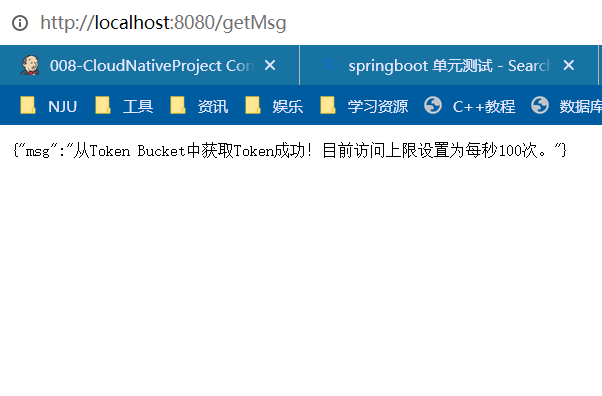 http://localhost:8080/getMsg
008-CloudNativeProject Con
springboot 单元测试 - Search
NJU 工具 资讯 娱乐 学习资源 C++教程 数据库
{"msg":"从Token Bucket中获取Token成功! 目前访问上限设置为每秒100次。"}